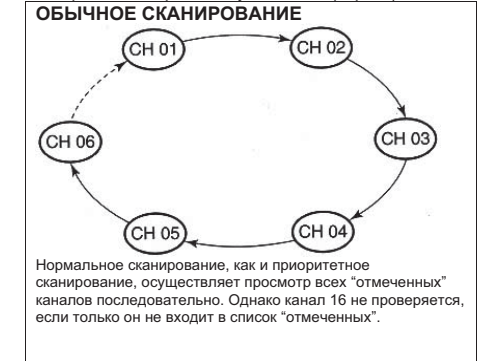 ОБЫЧНОЕ СКАНИРОВАНИЕ
CH 01
CH 02
CH 03
CH 04
CH 05
CH 06
Нормальное сканирование, как и приоритетное
сканирование, осуществляет просмотр всех “отмеченных”
каналов последовательно. Однако канал 16 не проверяется,
если только он не входит в список “отмеченных”.